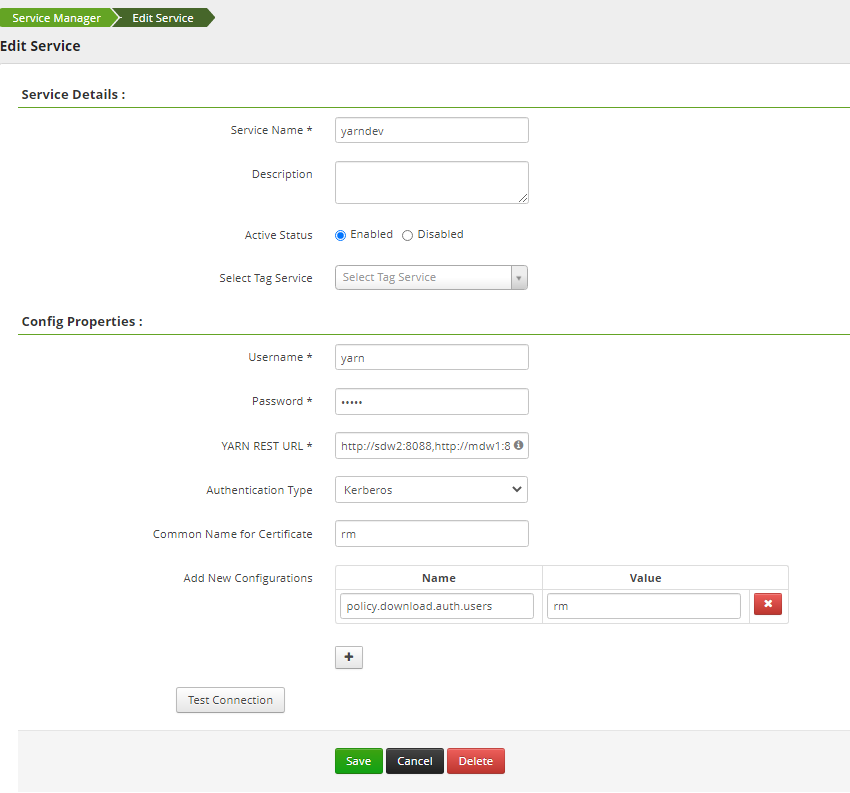 Service Manager Edit Service
Edit Service
Service Details :
Service Name * yarndev
Description
Active Status Enabled Disabled
Select Tag Service Select Tag Service
Config Properties :
Username * yarn
Password * •••••
YARN REST URL * http://sdw2:8088,http://mdw1:8
Authentication Type Kerberos
Common Name for Certificate rm
Add New Configurations Name Value
policy.download.auth.users rm
Test Connection
Save Cancel Delete